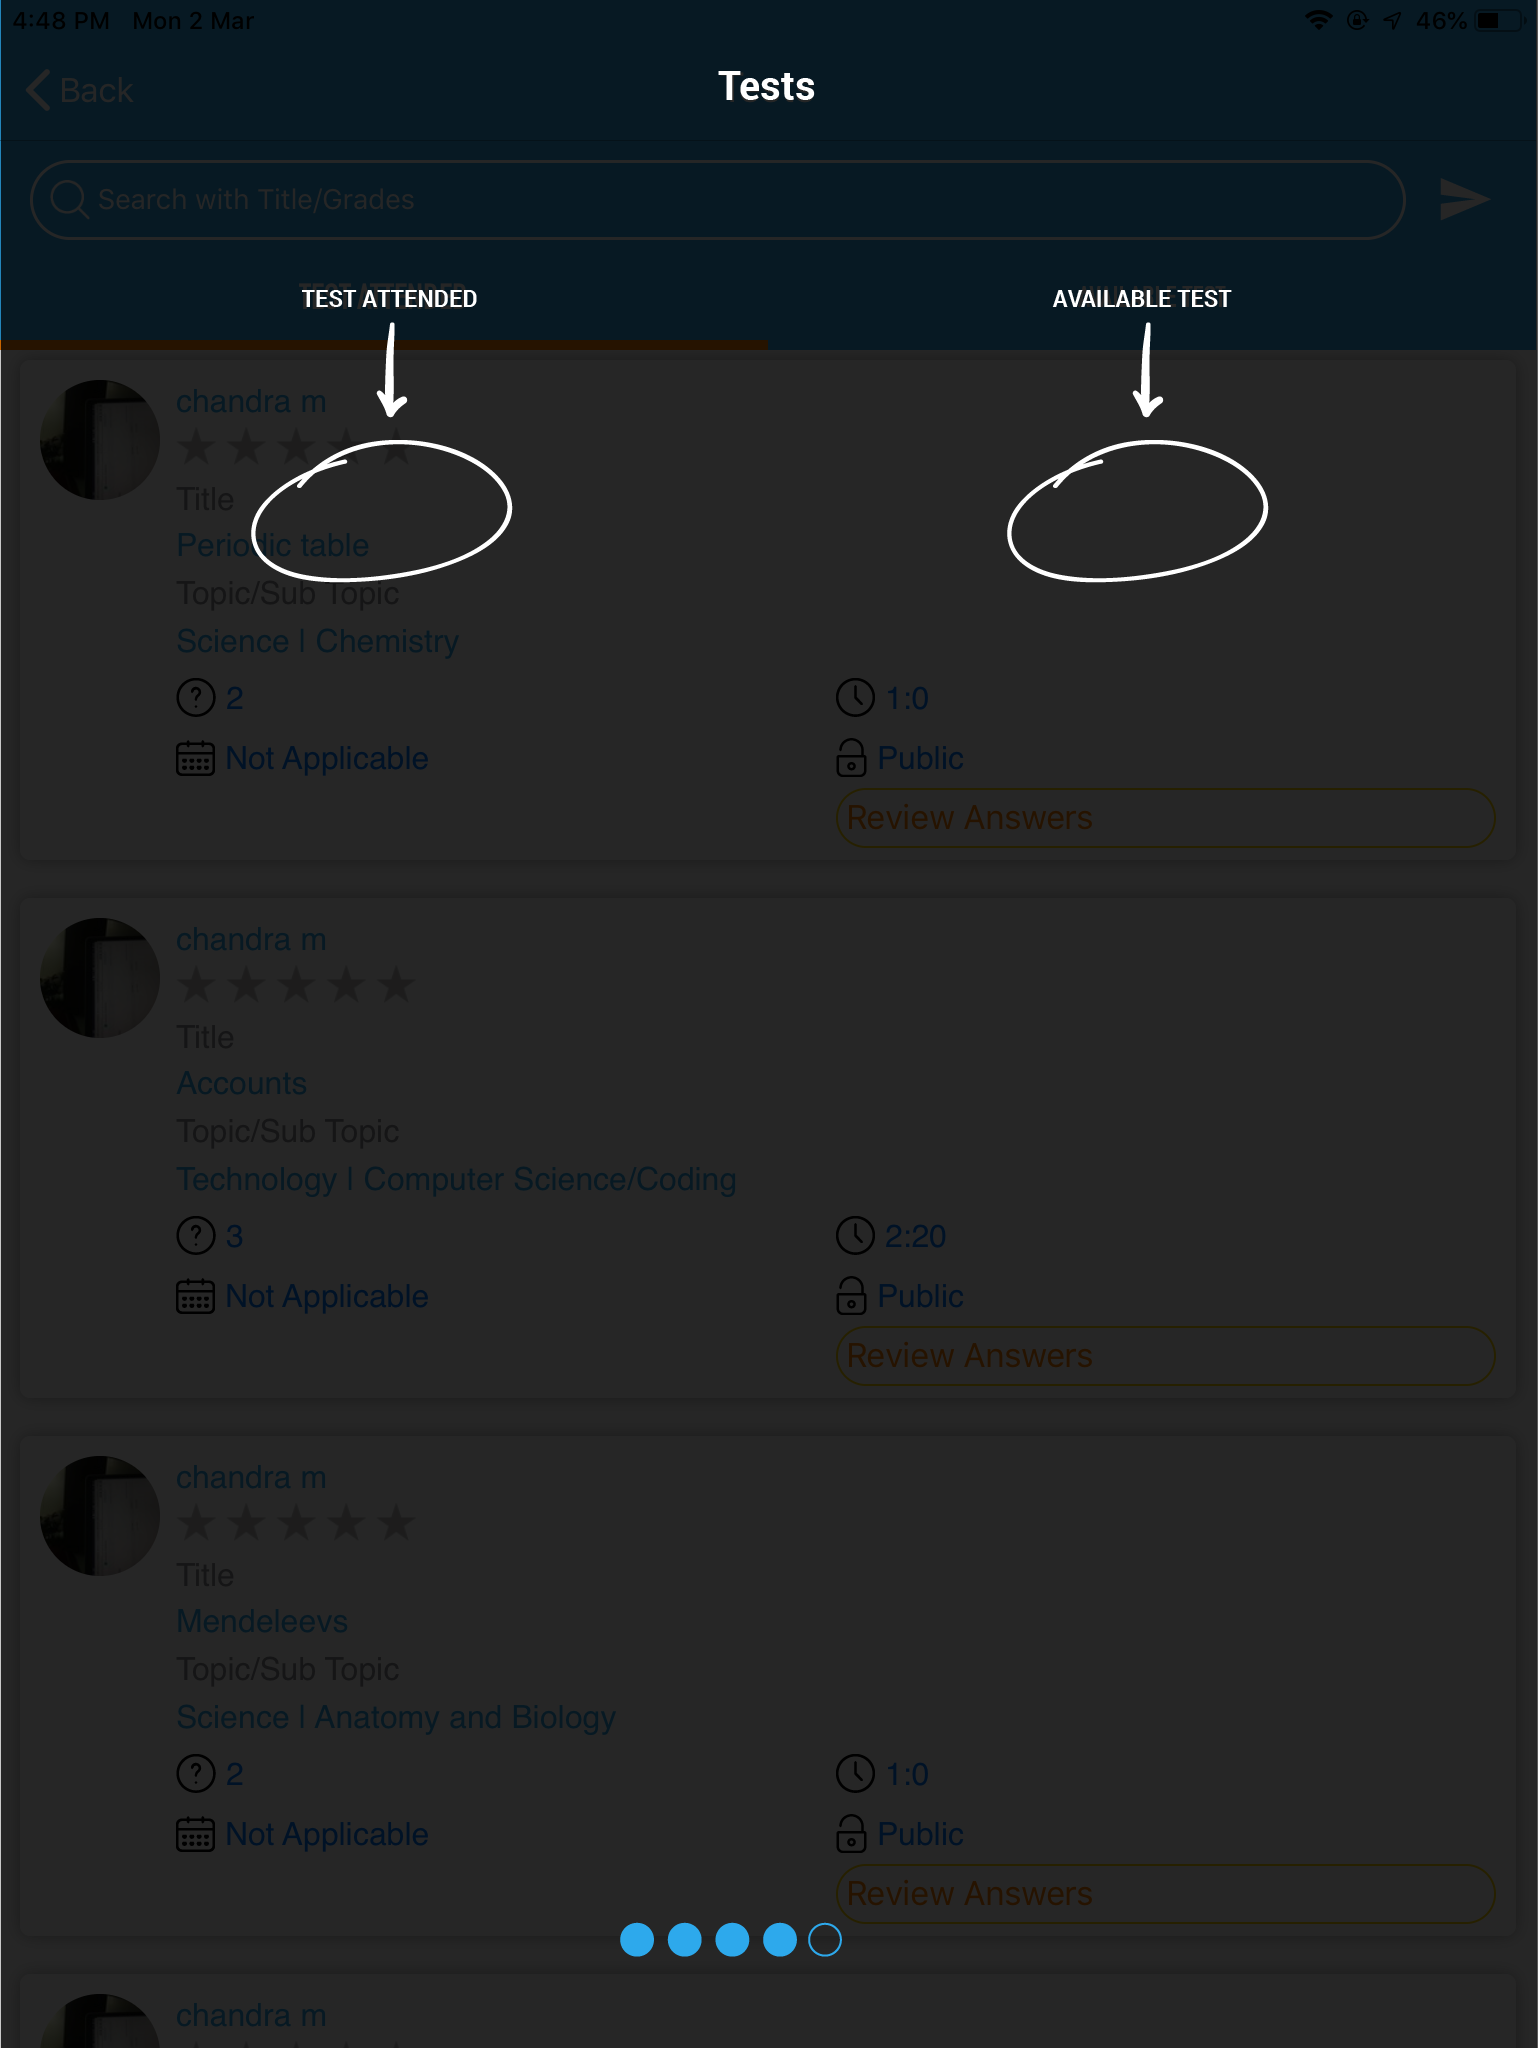 4:48 PM Mon 2 Mar 46%
Back
Tests
Search with Title/Grades
TEST ATTENDED AVAILABLE TEST
chandra m
Title
Periodic table
Topic/Sub Topic
Science | Chemistry
2 1:0
Not Applicable Public
Review Answers
chandra m
Title
Accounts
Topic/Sub Topic
Technology | Computer Science/Coding
3 2:20
Not Applicable Public
Review Answers
chandra m
Title
Mendeleevs
Topic/Sub Topic
Science | Anatomy and Biology
2 1:0
Not Applicable Public
Review Answers
chandra m